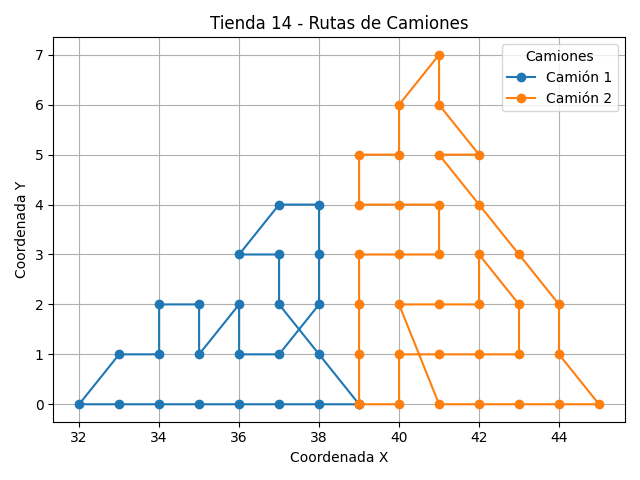 Tienda 14 - Rutas de Camiones
Camiones
Camión 1
Camión 2
Coordenada Y
7
6
5
4
3
2
1
0
32
34
36
38
40
42
44
Coordenada X